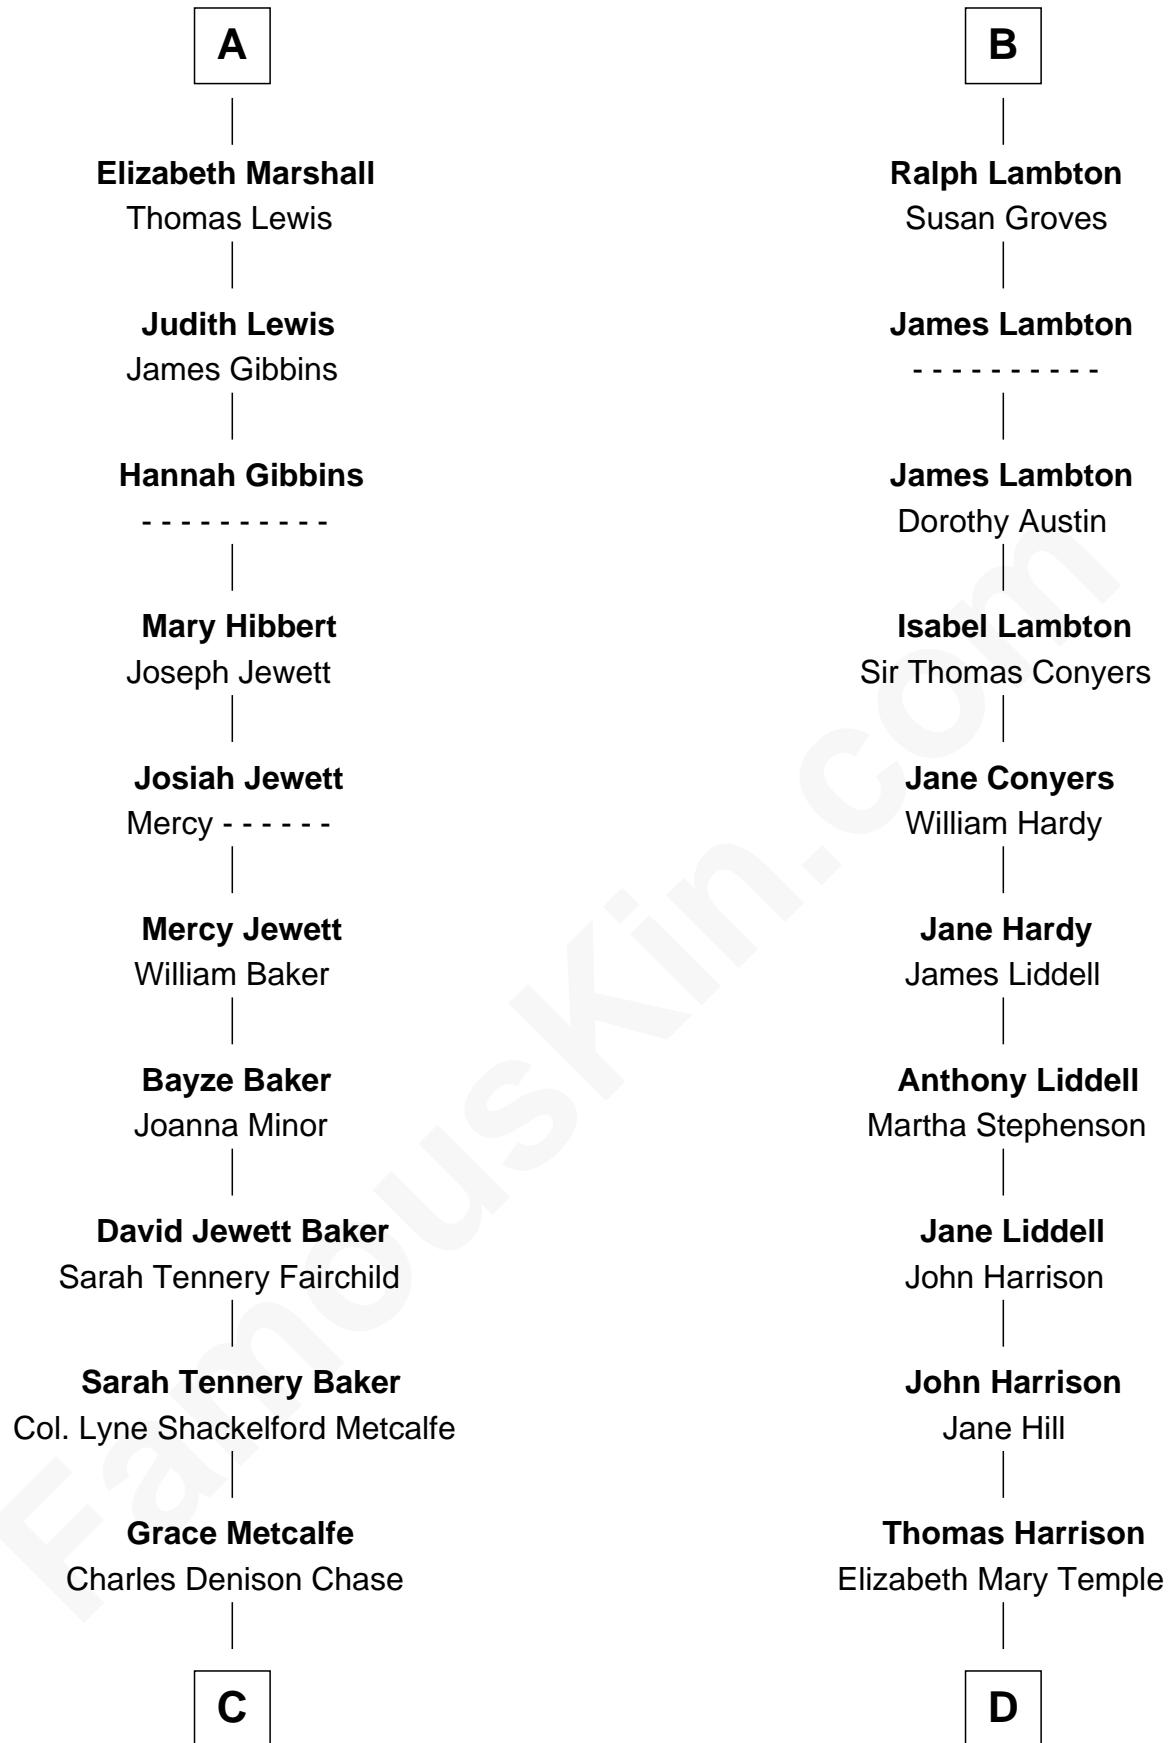 A
Elizabeth Marshall
Thomas Lewis
Judith Lewis
James Gibbins
Hannah Gibbins
- - - - - - - - - -
Mary Hibbert
Joseph Jewett
Josiah Jewett
Mercy - - - - - -
Mercy Jewett
William Baker
Bayze Baker
Joanna Minor
David Jewett Baker
Sarah Tennery Fairchild
Sarah Tennery Baker
Col. Lyne Shackelford Metcalfe
Grace Metcalfe
Charles Denison Chase
C
B
Ralph Lambton
Susan Groves
James Lambton
- - - - - - - - - -
James Lambton
Dorothy Austin
Isabel Lambton
Sir Thomas Conyers
Jane Conyers
William Hardy
Jane Hardy
James Liddell
Anthony Liddell
Martha Stephenson
Jane Liddell
John Harrison
John Harrison
Jane Hill
Thomas Harrison
Elizabeth Mary Temple
D
FamousKin.com